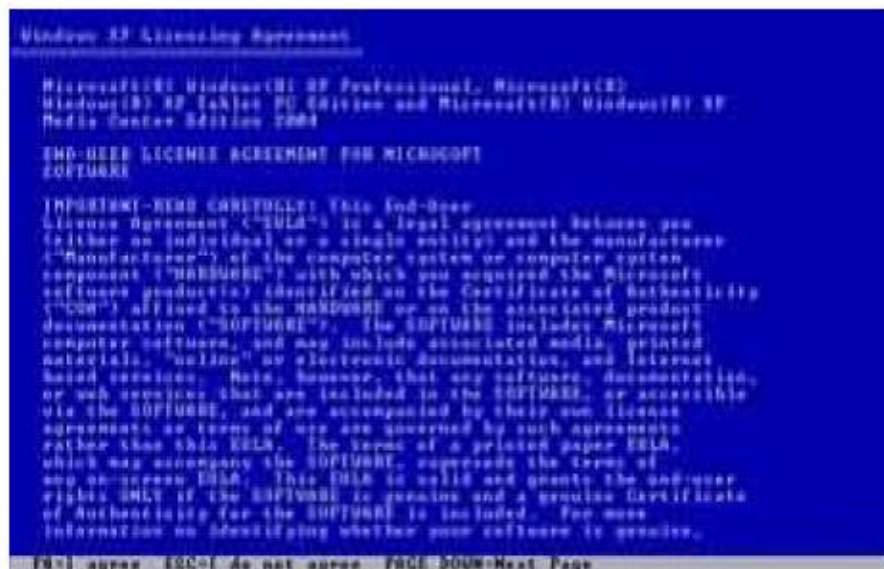 Windows XP Licensing Agreement
Microsoft(R) Windows(R) XP Professional, Microsoft(R)
Windows(R) XP Tablet PC Edition and Microsoft(R) Windows(R) XP
Media Center Edition 2004
END-USER LICENSE AGREEMENT FOR MICROSOFT
SOFTWARE
IMPORTANT-READ CAREFULLY: This End-User
License Agreement ("EULA") is a legal agreement between you
(either an individual or a single entity) and the manufacturer
("Manufacturer") of the computer system or computer system
component ("HARDWARE") with which you acquired the Microsoft
software product(s) identified on the Certificate of Authenticity
("COA") affixed to the HARDWARE or on the associated product
documentation ("SOFTWARE"). The SOFTWARE includes Microsoft
computer software, and may include associated media, printed
materials, "online" or electronic documentation, and Internet
based services. Note, however, that any software, documentation,
or web services that are included in the SOFTWARE, or accessible
via the SOFTWARE, and are accompanied by their own license
agreements or terms of use are governed by such agreements
rather than this EULA. The terms of a printed paper EULA,
which may accompany the SOFTWARE, supersede the terms of
any on-screen EULA. This EULA is valid and grants the end-user
rights ONLY if the SOFTWARE is genuine and a genuine Certificate
of Authenticity for the SOFTWARE is included. For more
information on identifying whether your software is genuine,
F8=I agree ESC=I do not agree PAGE DOWN=Next Page